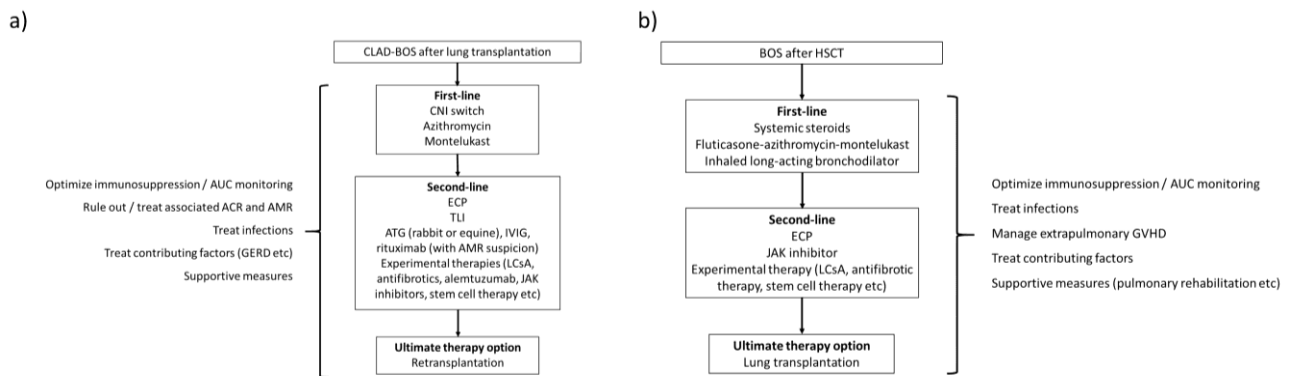 a)
CLAD-BOS after lung transplantation
First-line
CNI switch
Azithromycin
Montelukast
Optimize immunosuppression / AUC monitoring
Rule out / treat associated ACR and AMR
Treat infections
Treat contributing factors (GERD etc)
Supportive measures
Second-line
ECP
TLI
ATG (rabbit or equine), IVIG,
rituximab (with AMR suspicion)
Experimental therapies (LCsA,
antifibrotics, alemtuzumab, JAK
inhibitors, stem cell therapy etc)
Ultimate therapy option
Retransplantation
b)
BOS after HSCT
First-line
Systemic steroids
Fluticasone-azithromycin-montelukast
Inhaled long-acting bronchodilator
Second-line
ECP
JAK inhibitor
Experimental therapy (LCsA, antifibrotic
therapy, stem cell therapy etc)
Ultimate therapy option
Lung transplantation
Optimize immunosuppression / AUC monitoring
Treat infections
Manage extrapulmonary GVHD
Treat contributing factors
Supportive measures (pulmonary rehabilitation etc)